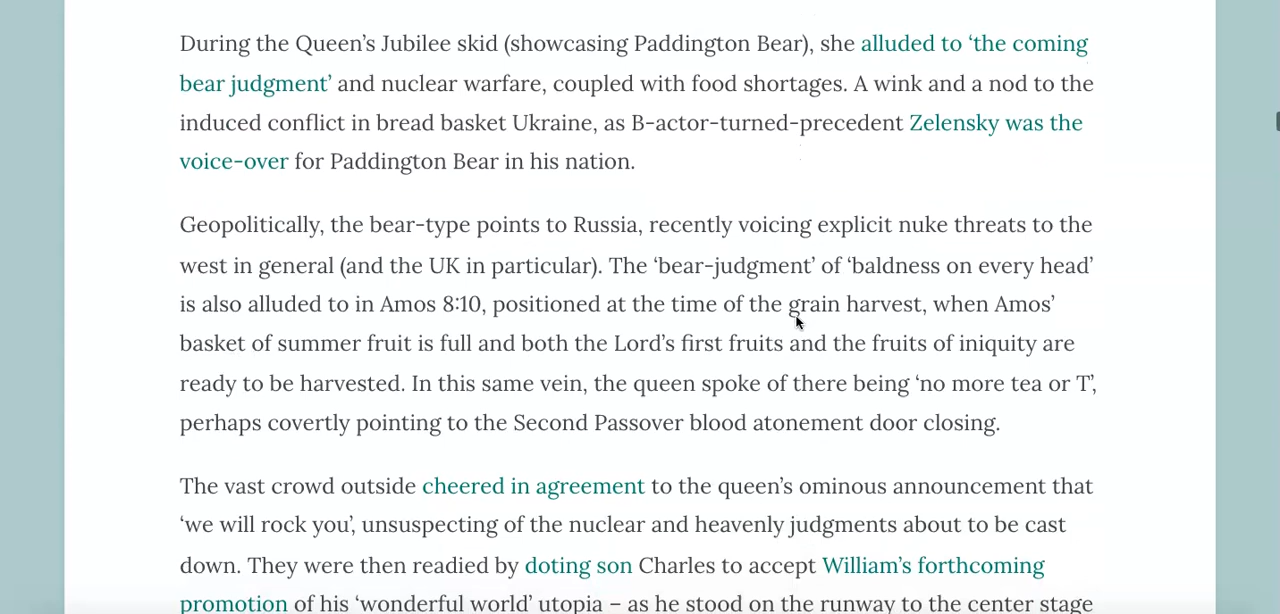 During the Queen’s Jubilee skid (showcasing Paddington Bear), she alluded to ‘the coming
bear judgment’ and nuclear warfare, coupled with food shortages. A wink and a nod to the
induced conflict in bread basket Ukraine, as B-actor-turned-precedent Zelensky was the
voice-over for Paddington Bear in his nation.
Geopolitically, the bear-type points to Russia, recently voicing explicit nuke threats to the
west in general (and the UK in particular). The ‘bear-judgment’ of ‘baldness on every head’
is also alluded to in Amos 8:10, positioned at the time of the grain harvest, when Amos’
basket of summer fruit is full and both the Lord’s first fruits and the fruits of iniquity are
ready to be harvested. In this same vein, the queen spoke of there being ‘no more tea or T’,
perhaps covertly pointing to the Second Passover blood atonement door closing.
The vast crowd outside cheered in agreement to the queen’s ominous announcement that
‘we will rock you’, unsuspecting of the nuclear and heavenly judgments about to be cast
down. They were then readied by doting son Charles to accept William’s forthcoming
promotion of his ‘wonderful world’ utopia – as he stood on the runway to the center stage